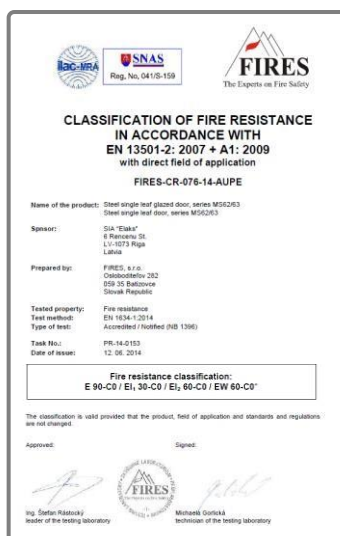 ilac-MRA
SNAS
Reg. No. 041/S-159
FIRES
The Experts on Fire Safety
CLASSIFICATION OF FIRE RESISTANCE
IN ACCORDANCE WITH
EN 13501-2: 2007 + A1: 2009
with direct field of application
FIRES-CR-076-14-AUPE
Name of the product: Steel single leaf glazed door, series MS62/63
Steel single leaf door, series MS62/63
Spnsor: SIA "Elaks"
6 Rencenu St.
LV-1073 Riga
Latvia
Prepared by: FIRES, s.r.o.
Osloboditeľov 282
059 35 Batizovce
Slovak Republic
Tested property: Fire resistance
Test method: EN 1634-1:2014
Type of test: Accredited / Notified (NB 1396)
Task No.: PR-14-0153
Date of issue: 12. 06. 2014
Fire resistance classification:
E 90-C0 / EI₁ 30-C0 / EI₂ 60-C0 / EW 60-C0*
The classification is valid provided that the product, field of application and standards and regulations
are not changed.
Approved: Signed:
FIRES
Ing. Štefan Rástocký Michaela Gorlická
leader of the testing laboratory technician of the testing laboratory